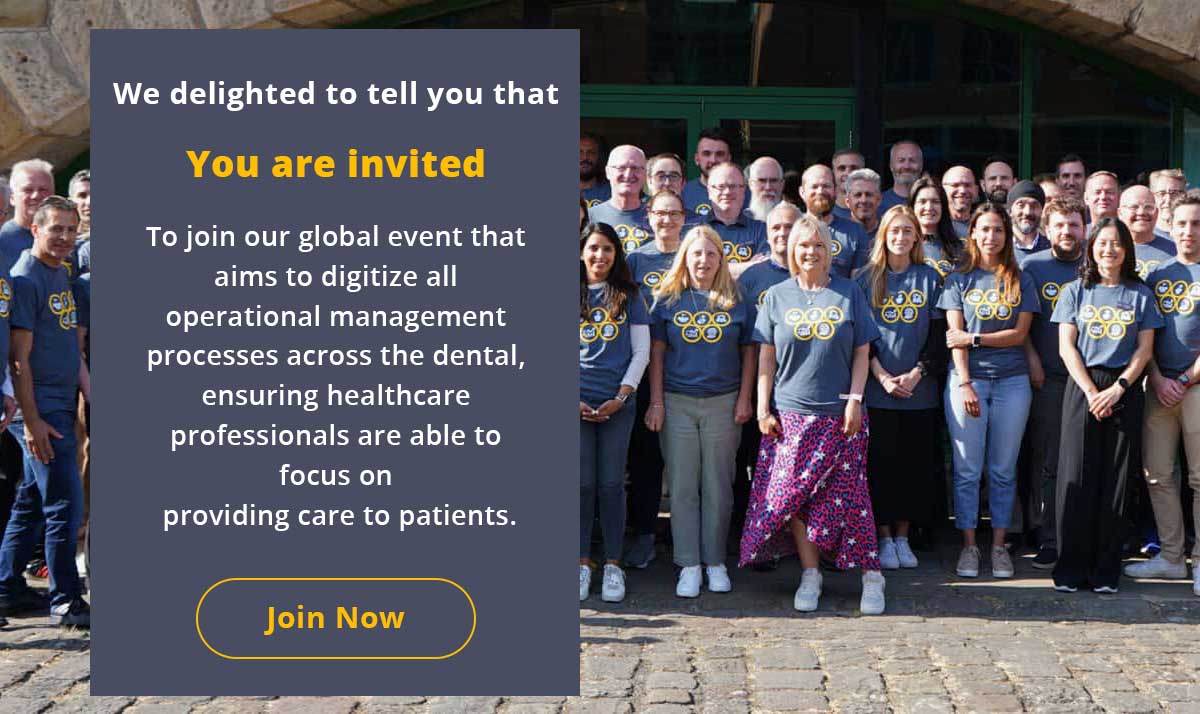 We delighted to tell you that
You are invited
To join our global event that
aims to digitize all
operational management
processes across the dental,
ensuring healthcare
professionals are able to
focus on
providing care to patients.
Join Now